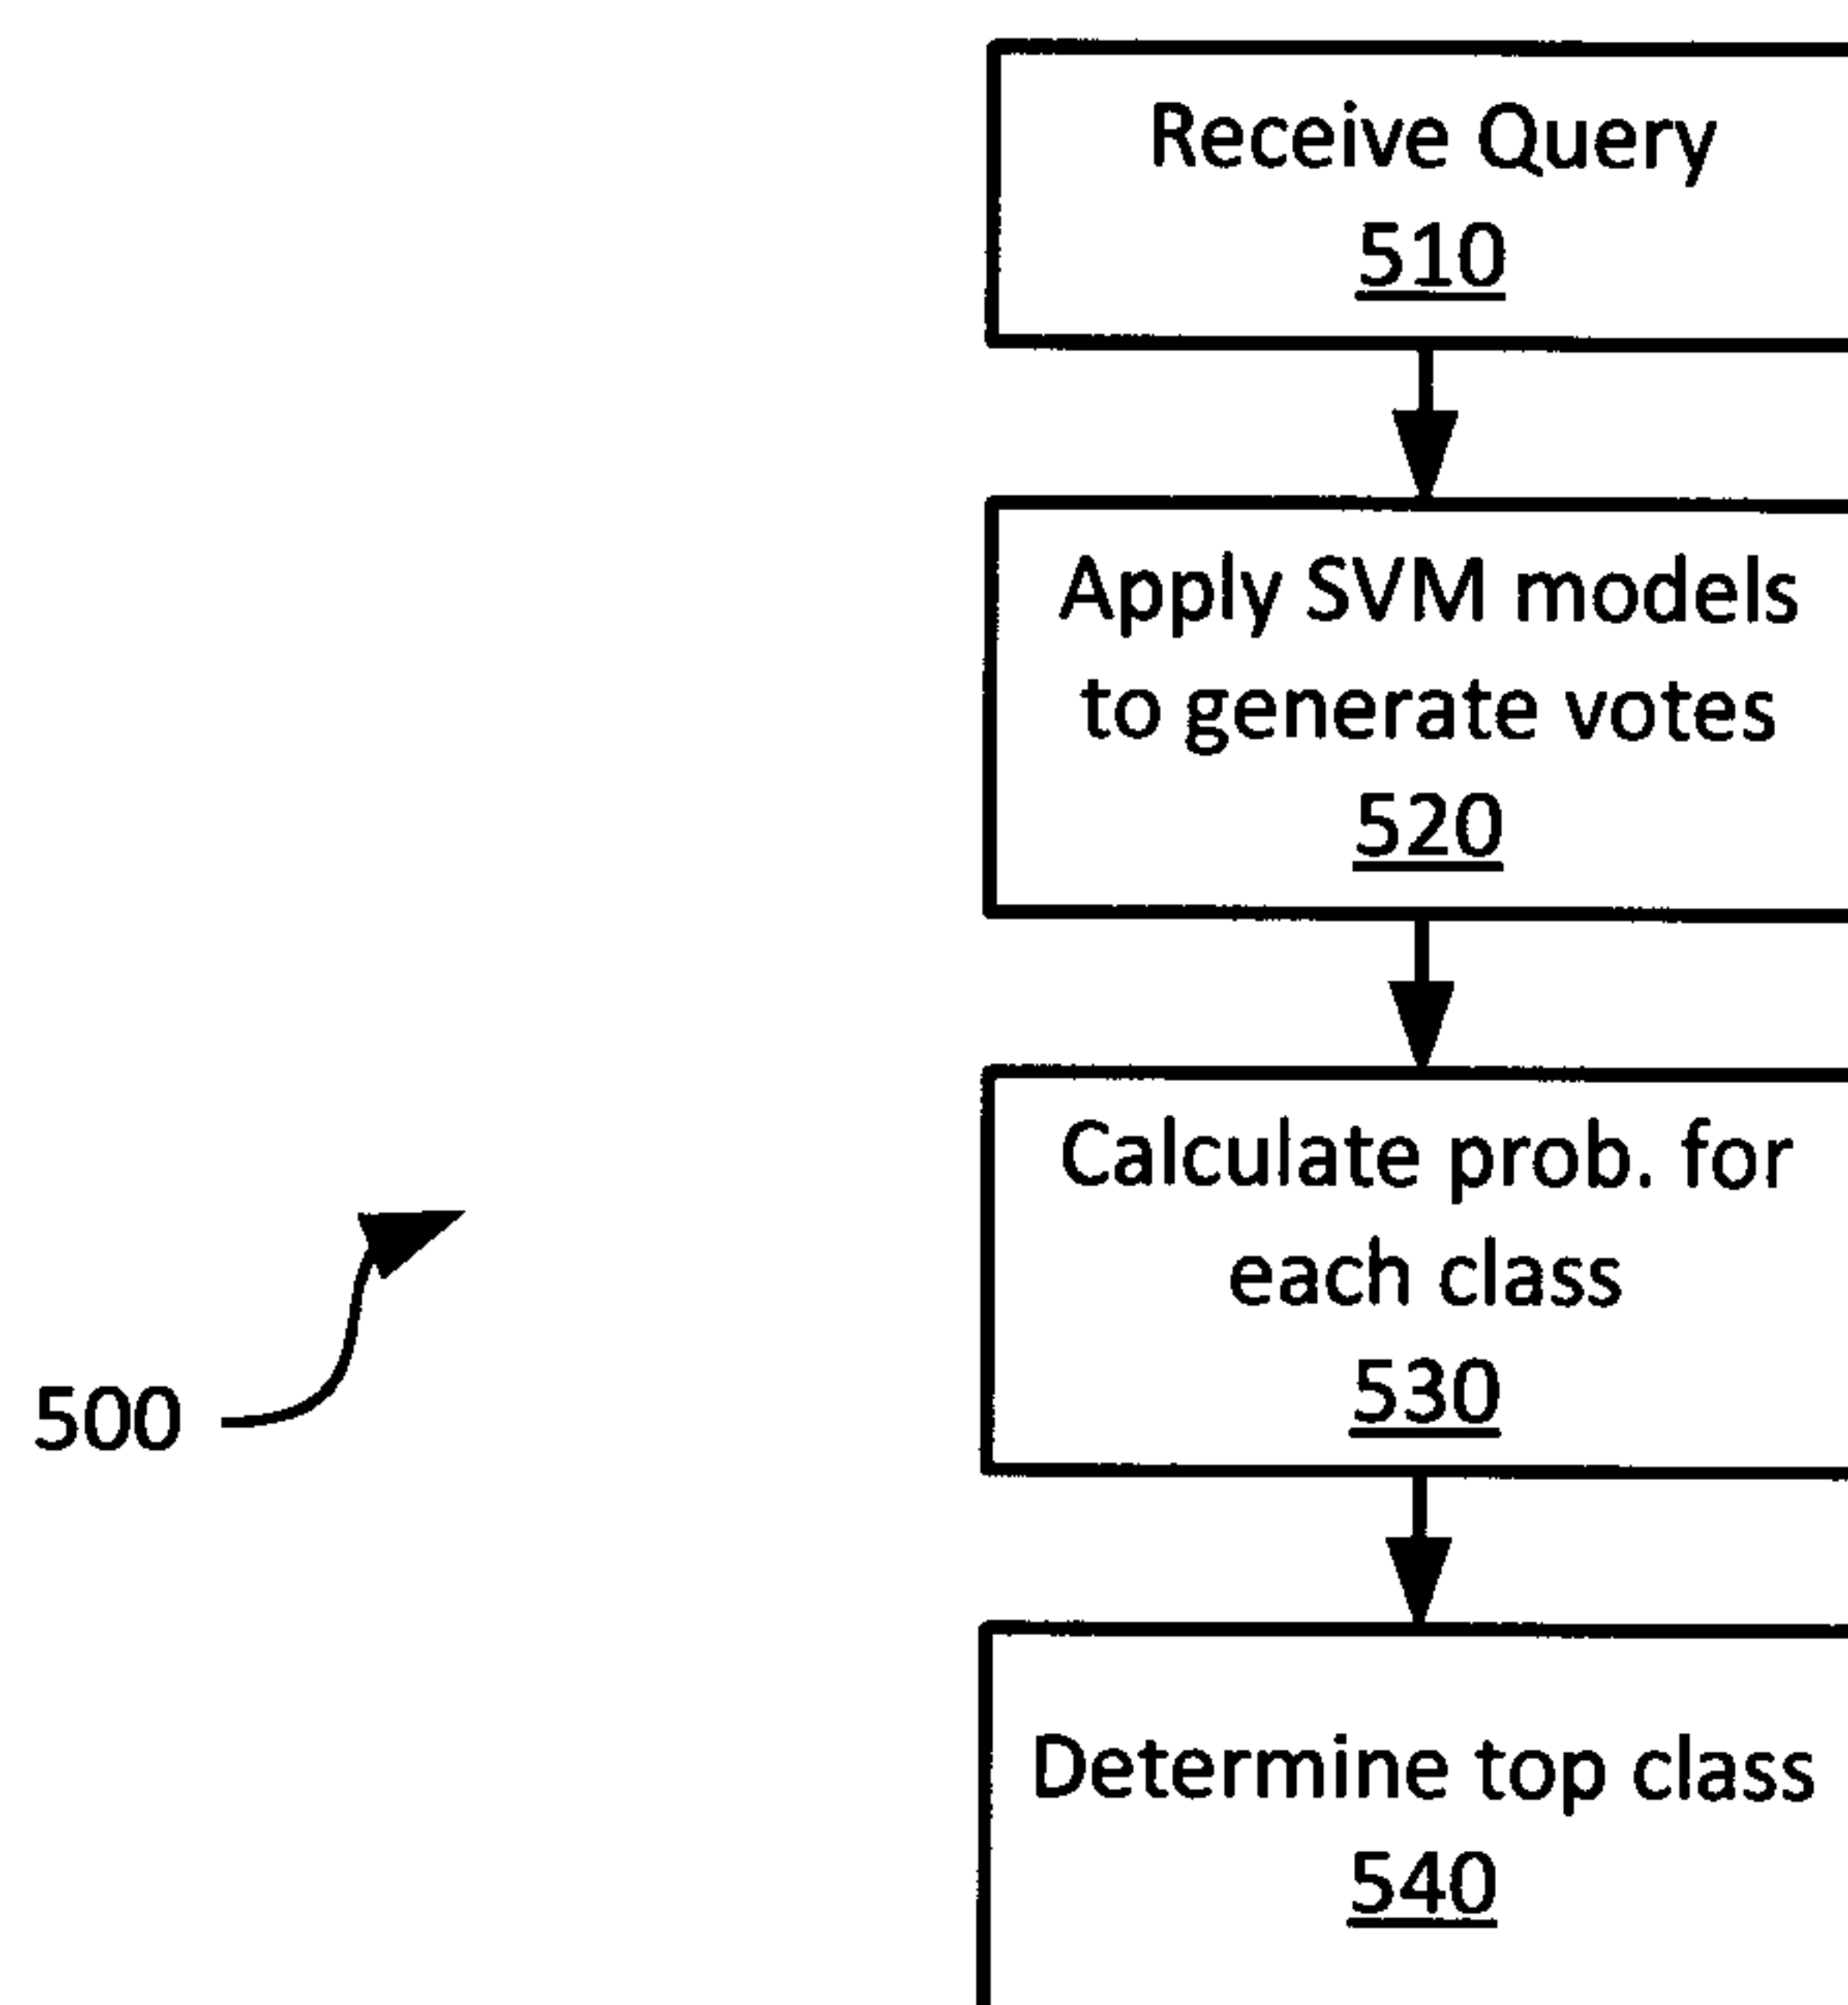 Receive Query
510
Apply SVM models
to generate votes
520
Calculate prob. for
each class
530
500
Determine top class
540